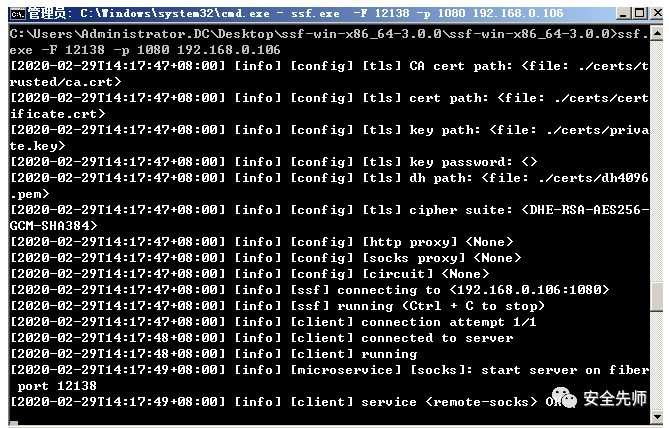 管理员: C:\Windows\system32\cmd.exe - ssf.exe -F 12138 -p 1080 192.168.0.106
C:\Users\Administrator.DC\Desktop\ssf-win-x86_64-3.0.0\ssf-win-x86_64-3.0.0>ssf.
exe -F 12138 -p 1080 192.168.0.106
[2020-02-29T14:17:47+08:00] [info] [config] [tls] CA cert path: <file: ./certs/t
rusted/ca.crt>
[2020-02-29T14:17:47+08:00] [info] [config] [tls] cert path: <file: ./certs/cert
ificate.crt>
[2020-02-29T14:17:47+08:00] [info] [config] [tls] key path: <file: ./certs/priva
te.key>
[2020-02-29T14:17:47+08:00] [info] [config] [tls] key password: <>
[2020-02-29T14:17:47+08:00] [info] [config] [tls] dh path: <file: ./certs/dh4096
.pem>
[2020-02-29T14:17:47+08:00] [info] [config] [tls] cipher suite: <DHE-RSA-AES256-
GCM-SHA384>
[2020-02-29T14:17:47+08:00] [info] [config] [http proxy] <None>
[2020-02-29T14:17:47+08:00] [info] [config] [socks proxy] <None>
[2020-02-29T14:17:47+08:00] [info] [config] [circuit] <None>
[2020-02-29T14:17:47+08:00] [info] [ssf] connecting to <192.168.0.106:1080>
[2020-02-29T14:17:47+08:00] [info] [ssf] running <Ctrl + C to stop>
[2020-02-29T14:17:47+08:00] [info] [client] connection attempt 1/1
[2020-02-29T14:17:48+08:00] [info] [client] connected to server
[2020-02-29T14:17:48+08:00] [info] [client] running
[2020-02-29T14:17:49+08:00] [info] [microservice] [socks]: start server on fiber
port 12138
[2020-02-29T14:17:49+08:00] [info] [client] service <remote-socks> OK
安全先师